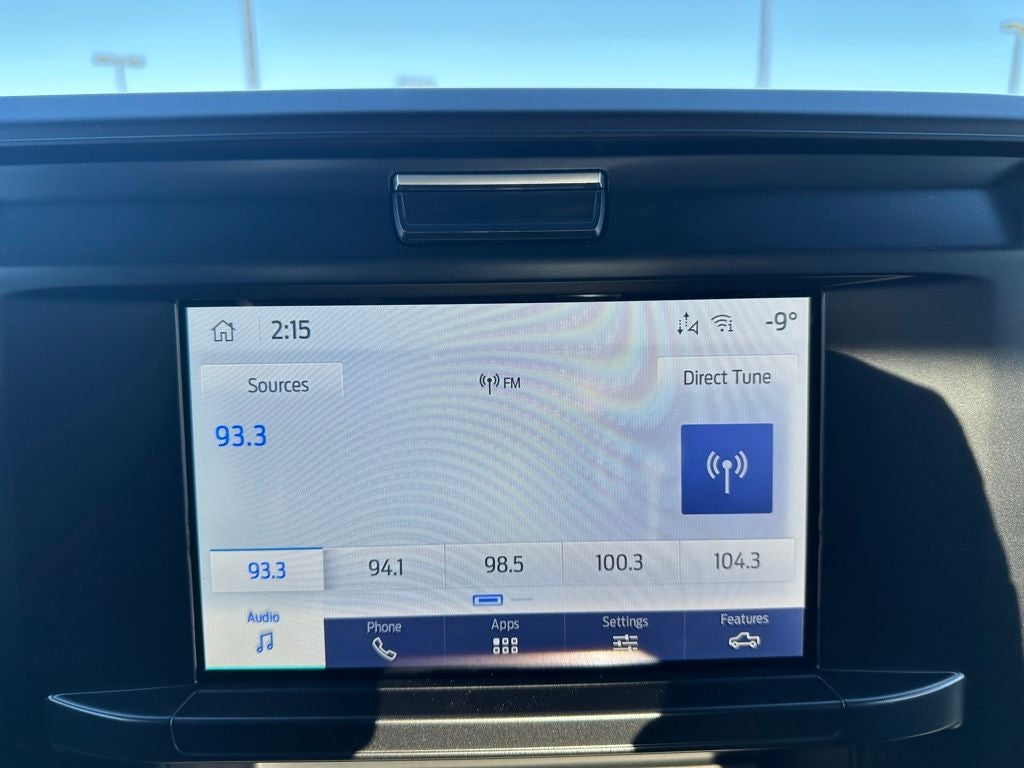 2:15
-9°
Sources
FM
Direct Tune
93.3
93.3
94.1
98.5
100.3
104.3
Audio
Phone
Apps
Settings
Features